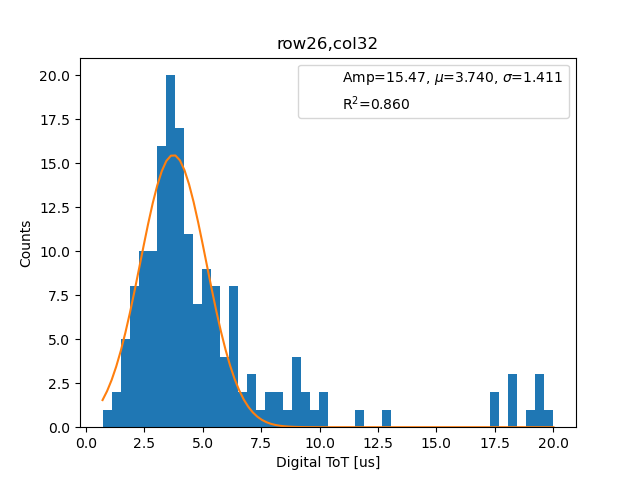 row26,col32
Amp=15.47, μ=3.740, σ=1.411
R²=0.860
20.0
17.5
15.0
12.5
10.0
7.5
5.0
2.5
0.0
Counts
0.0 2.5 5.0 7.5 10.0 12.5 15.0 17.5 20.0
Digital ToT [us]